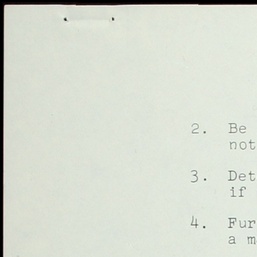 2. Be
not
3. Det
if
4. Fur
a m